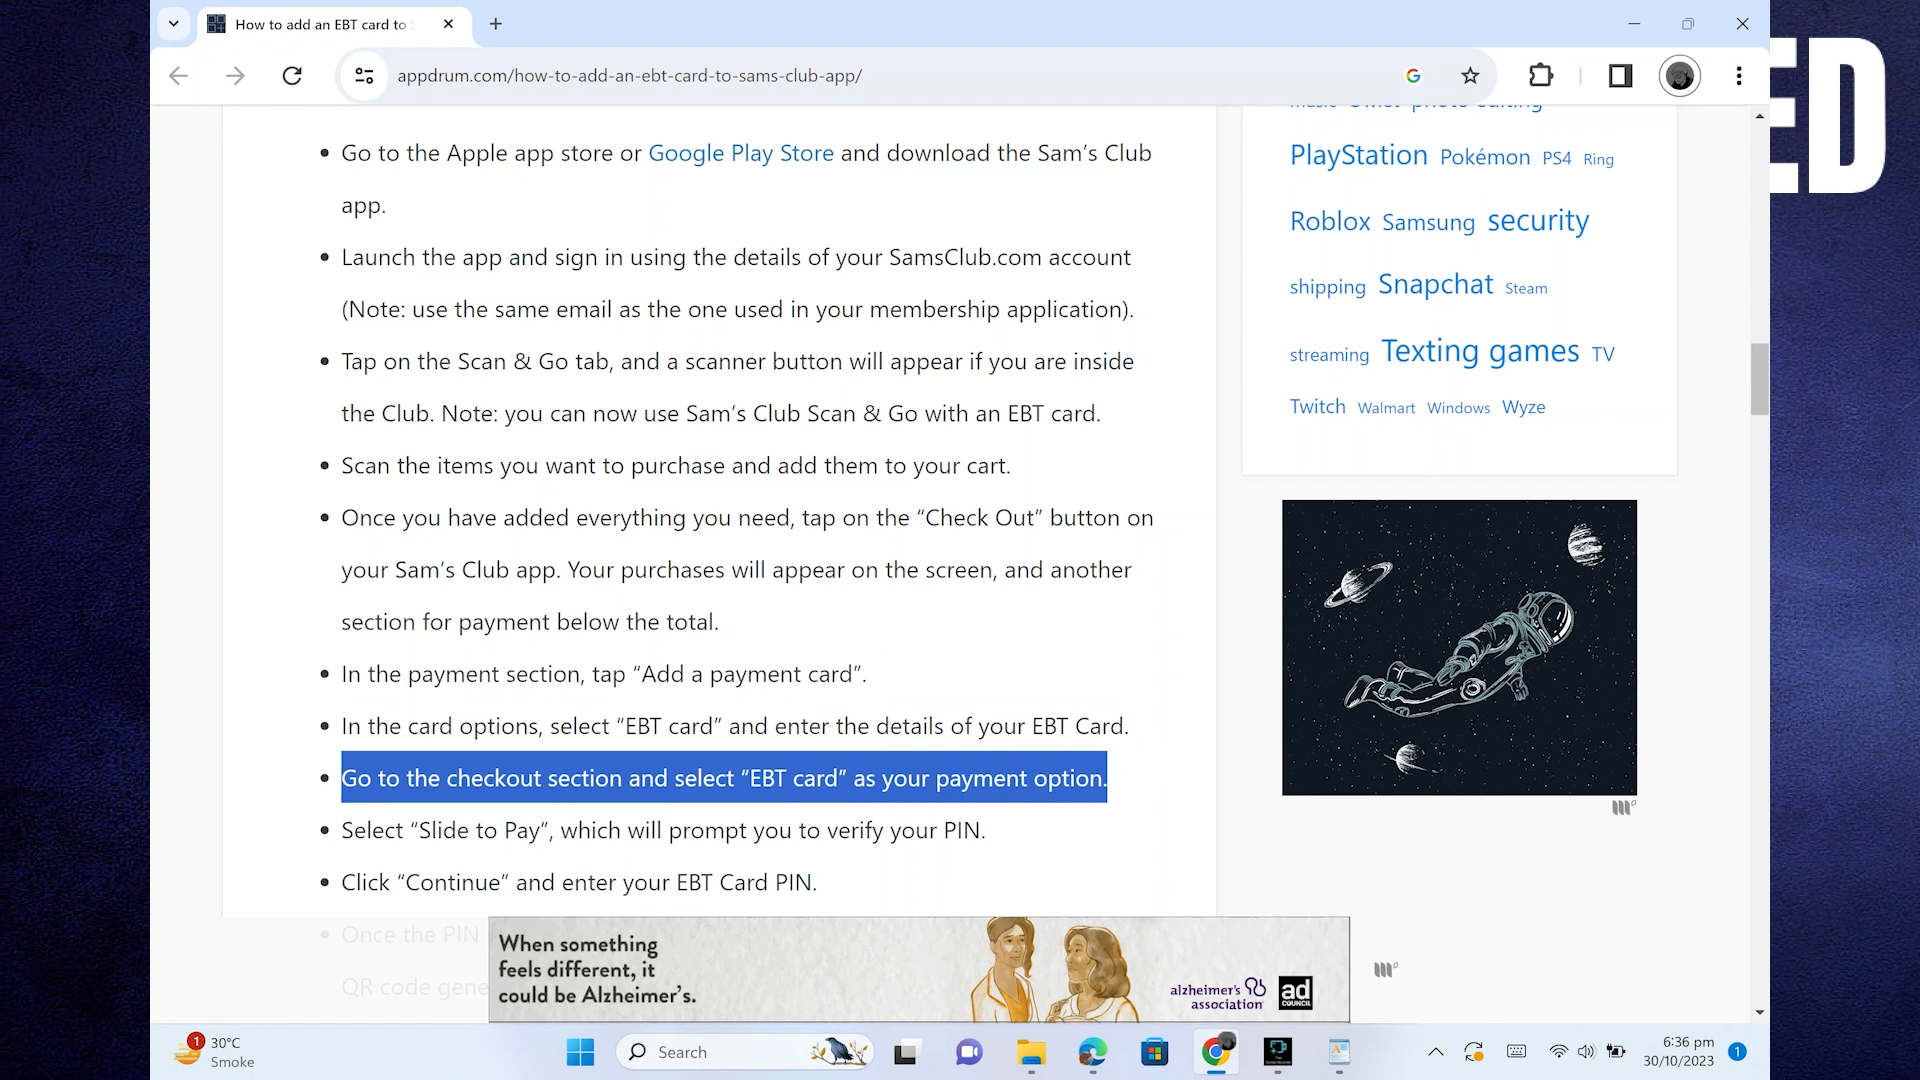 How to add an EBT card to
appdrum.com/how-to-add-an-ebt-card-to-sams-club-app/
ED
• Go to the Apple app store or Google Play Store and download the Sam's Club
app.
• Launch the app and sign in using the details of your SamsClub.com account
(Note: use the same email as the one used in your membership application).
• Tap on the Scan & Go tab, and a scanner button will appear if you are inside
the Club. Note: you can now use Sam's Club Scan & Go with an EBT card.
• Scan the items you want to purchase and add them to your cart.
• Once you have added everything you need, tap on the “Check Out” button on
your Sam's Club app. Your purchases will appear on the screen, and another
section for payment below the total.
• In the payment section, tap “Add a payment card”.
• In the card options, select “EBT card” and enter the details of your EBT Card.
• Go to the checkout section and select “EBT card” as your payment option.
• Select “Slide to Pay”, which will prompt you to verify your PIN.
• Click “Continue” and enter your EBT Card PIN.
• Once the PIN
QR code gene
music Swift photo editing
PlayStation Pokémon PS4 Ring
Roblox Samsung security
shipping Snapchat Steam
streaming Texting games TV
Twitch Walmart Windows Wyze
When something
feels different, it
could be Alzheimer's.
alzheimer's
association
ad
COUNCIL
1
30°C
Smoke
Search
6:36 pm
30/10/2023
1